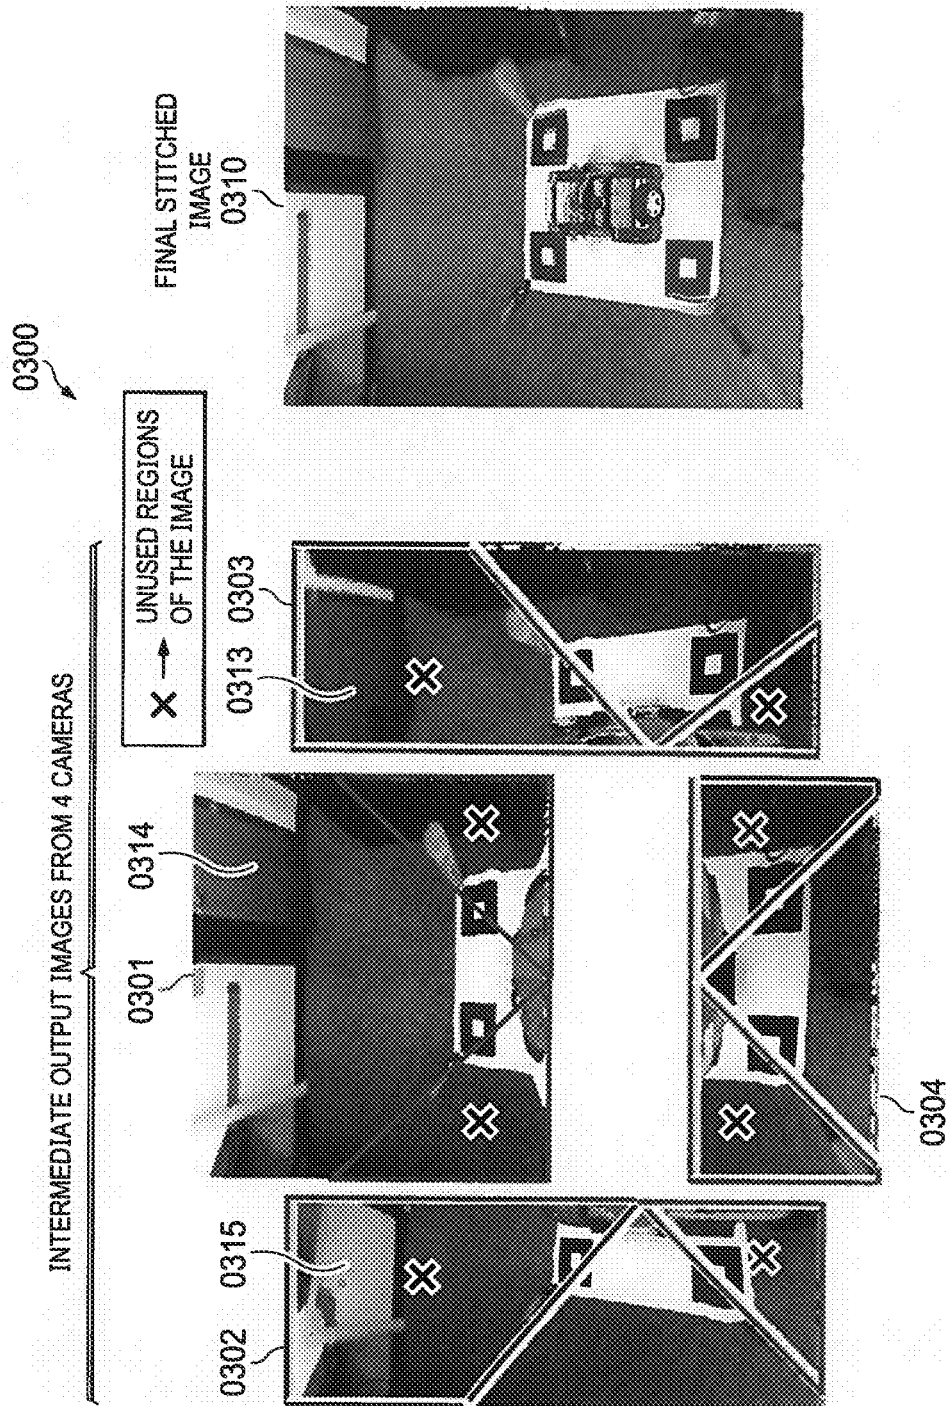 0300
INTERMEDIATE OUTPUT IMAGES FROM 4 CAMERAS
X → UNUSED REGIONS
OF THE IMAGE
FINAL STITCHED
IMAGE
0310
0302
0315
0301
0314
0313
0303
0304